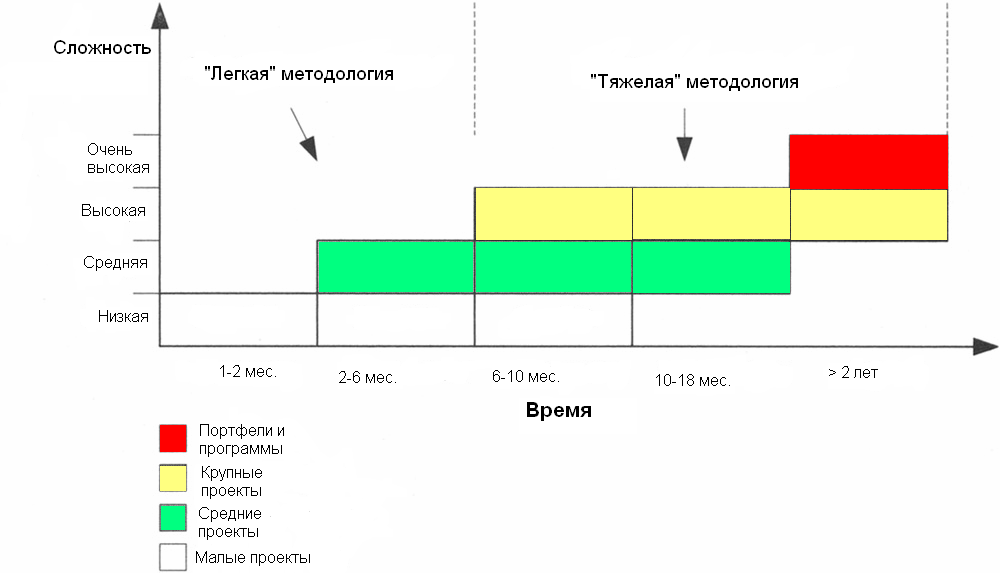 Сложность
"Легкая" методология
"Тяжелая" методология
Очень
высокая
Высокая
Средняя
Низкая
1-2 мес.
2-6 мес.
6-10 мес.
10-18 мес.
> 2 лет
Время
Портфели и
программы
Крупные
проекты
Средние
проекты
Малые проекты